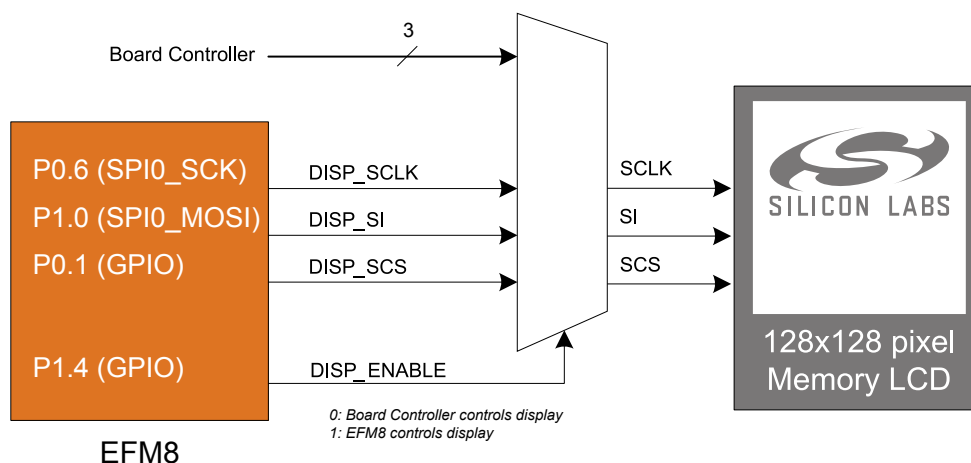 3
Board Controller
P0.6 (SPI0_SCK)
DISP_SCLK
SCLK
P1.0 (SPI0_MOSI)
DISP_SI
SI
P0.1 (GPIO)
DISP_SCS
SCS
SILICON LABS
P1.4 (GPIO)
DISP_ENABLE
128x128 pixel
Memory LCD
0: Board Controller controls display
1: EFM8 controls display
EFM8